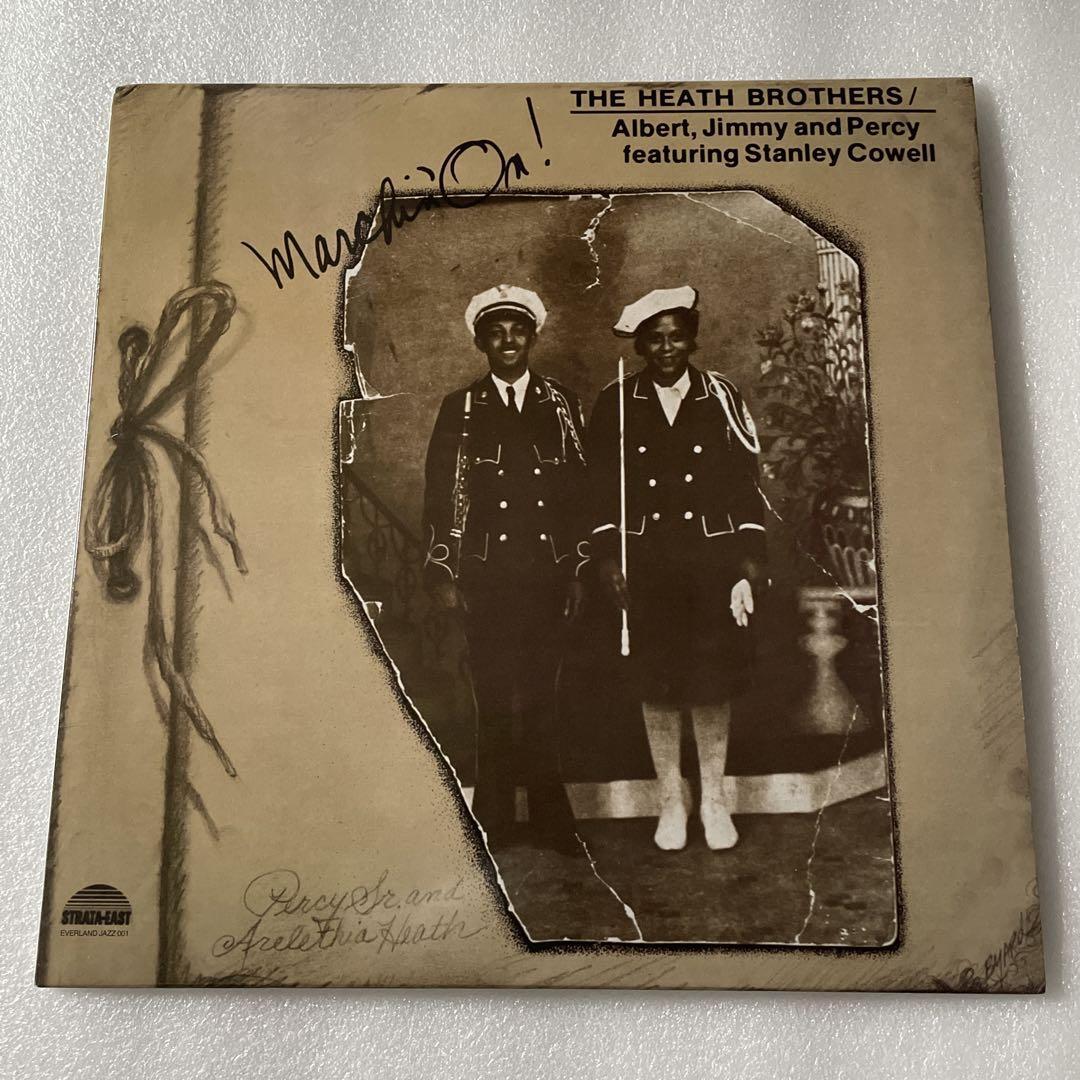 THE HEATH BROTHERS/
Albert, Jimmy and Percy
featuring Stanley Cowell
Marchin' On!
Percy Sr. and
Arelethia Heath
STRATA-EAST
EVERLAND JAZZ 001